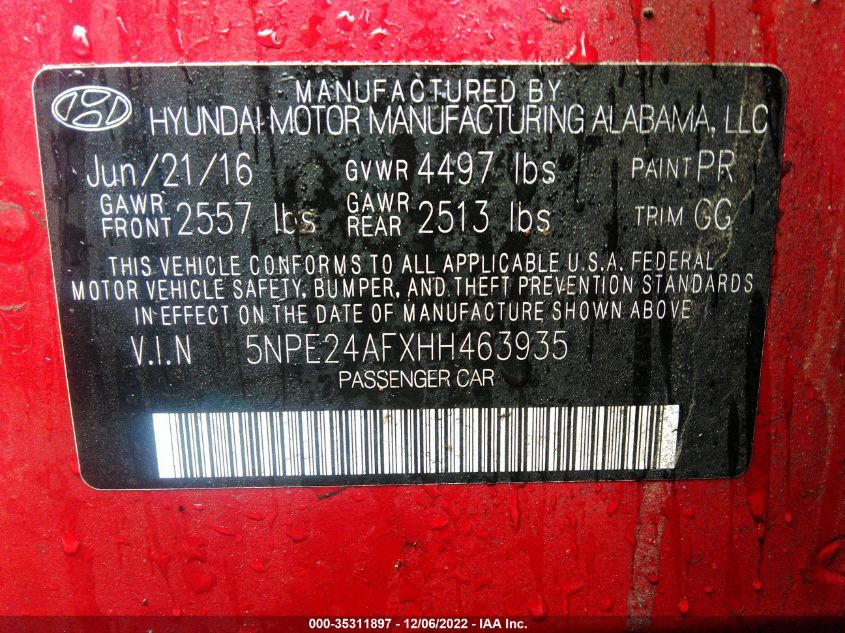 MANUFACTURED BY
HYUNDAI MOTOR MANUFACTURING ALABAMA, LLC
Jun/21/16 GVWR 4497 lbs PAINT PR
GAWR FRONT 2557 lbs GAWR REAR 2513 lbs TRIM GG
THIS VEHICLE CONFORMS TO ALL APPLICABLE U.S.A. FEDERAL
MOTOR VEHICLE SAFETY, BUMPER, AND THEFT PREVENTION STANDARDS
IN EFFECT ON THE DATE OF MANUFACTURE SHOWN ABOVE
V.I.N 5NPE24AFXHH463935
PASSENGER CAR
000-35311897 - 12/06/2022 - IAA Inc.